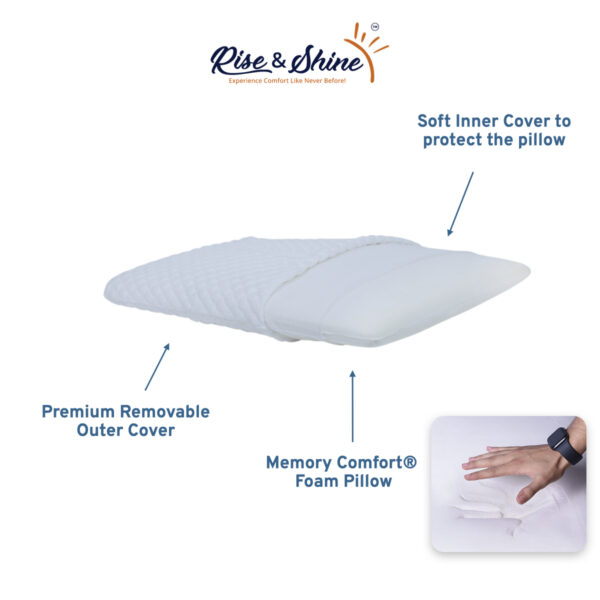 Rise & Shine
TM
Experience Comfort Like Never Before!
Soft Inner Cover to
protect the pillow
Premium Removable
Outer Cover
Memory Comfort®
Foam Pillow